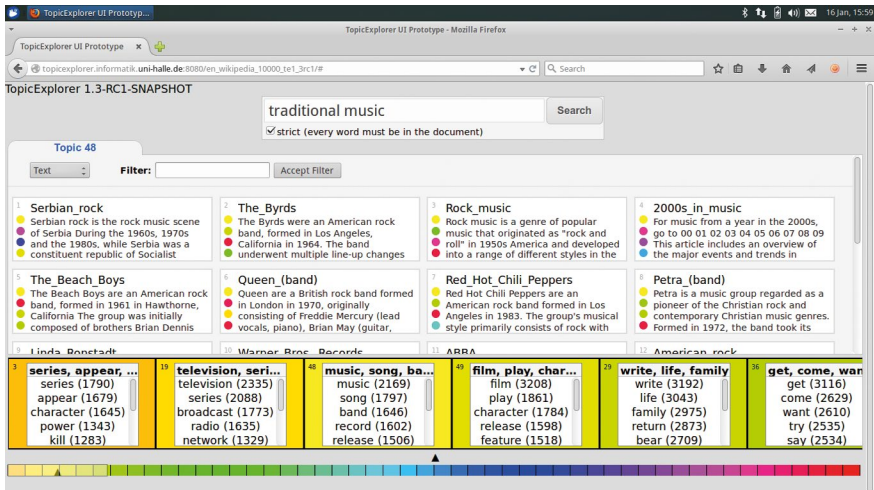 TopicExplorer UI Prototyp...
16 Jan, 15:59
TopicExplorer UI Prototype - Mozilla Firefox
TopicExplorer UI Prototype
topicexplorer.informatik.uni-halle.de:8080/en_wikipedia_10000_te1_3rc1/#
Search
TopicExplorer 1.3-RC1-SNAPSHOT
traditional music
Search
strict (every word must be in the document)
Topic 48
Text
Filter:
Accept Filter
1 Serbian_rock
Serbian rock is the rock music scene
of Serbia During the 1960s, 1970s
and the 1980s, while Serbia was a
constituent republic of Socialist
2 The_Byrds
The Byrds were an American rock
band, formed in Los Angeles,
California in 1964. The band
underwent multiple line-up changes
3 Rock_music
Rock music is a genre of popular
music that originated as "rock and
roll" in 1950s America and developed
into a range of different styles in the
4 2000s_in_music
For music from a year in the 2000s,
go to 00 01 02 03 04 05 06 07 08 09
This article includes an overview of
the major events and trends in
5 The_Beach_Boys
The Beach Boys are an American rock
band, formed in 1961 in Hawthorne,
California The group was initially
composed of brothers Brian Dennis
6 Queen_(band)
Queen are a British rock band formed
in London in 1970, originally
consisting of Freddie Mercury (lead
vocals, piano), Brian May (guitar,
7 Red_Hot_Chili_Peppers
Red Hot Chili Peppers are an
American rock band formed in Los
Angeles in 1983. The group's musical
style primarily consists of rock with
8 Petra_(band)
Petra is a music group regarded as a
pioneer of the Christian rock and
contemporary Christian music genres.
Formed in 1972, the band took its
9 Linda_Ronstadt
10 Warner_Bros._Records
11 ABBA
12 American_rock
3 series, appear, ...
series (1790)
appear (1679)
character (1645)
power (1343)
kill (1283)
19 television, seri...
television (2335)
series (2088)
broadcast (1773)
radio (1635)
network (1329)
48 music, song, ba...
music (2169)
song (1797)
band (1646)
record (1602)
release (1506)
49 film, play, char...
film (3208)
play (1861)
character (1784)
release (1598)
feature (1518)
29 write, life, family
write (3192)
life (3043)
family (2975)
return (2873)
bear (2709)
36 get, come, wan
get (3116)
come (2629)
want (2610)
try (2535)
say (2534)